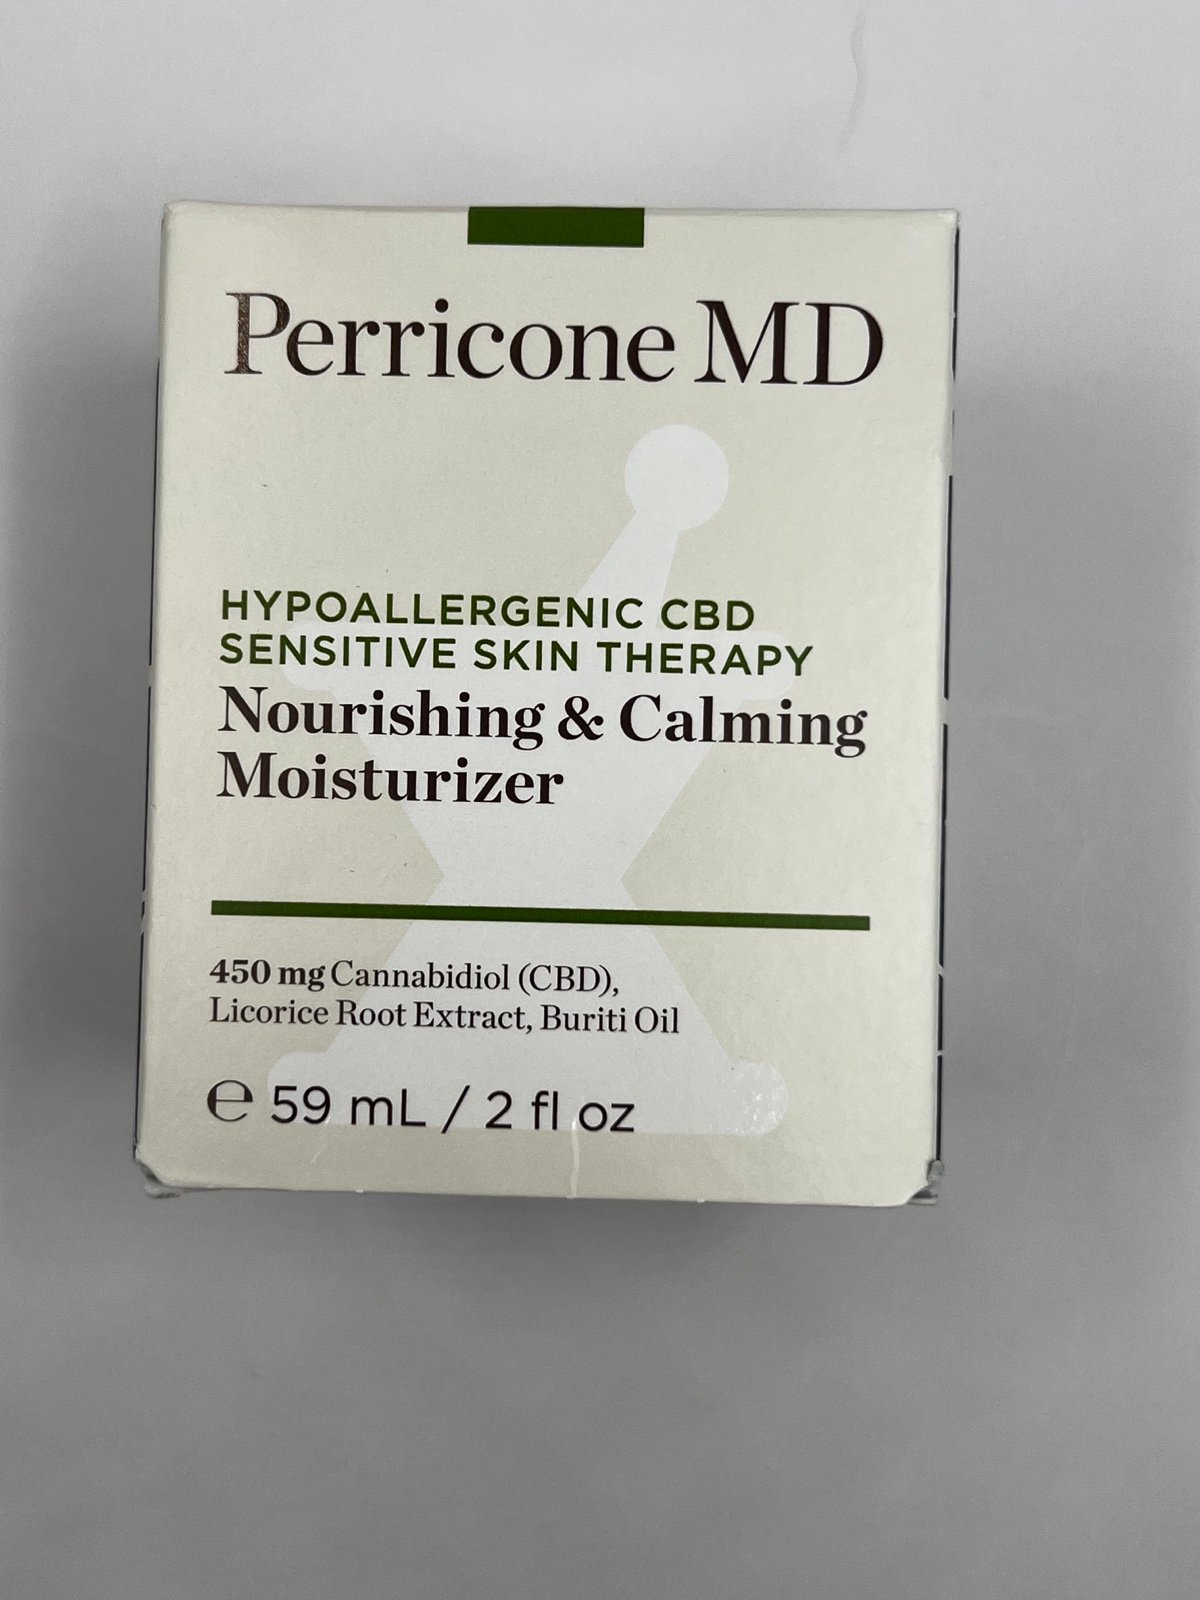 Perricone MD
HYPOALLERGENIC CBD
SENSITIVE SKIN THERAPY
Nourishing & Calming
Moisturizer
450 mg Cannabidiol (CBD),
Licorice Root Extract, Buriti Oil
℮ 59 mL / 2 fl oz